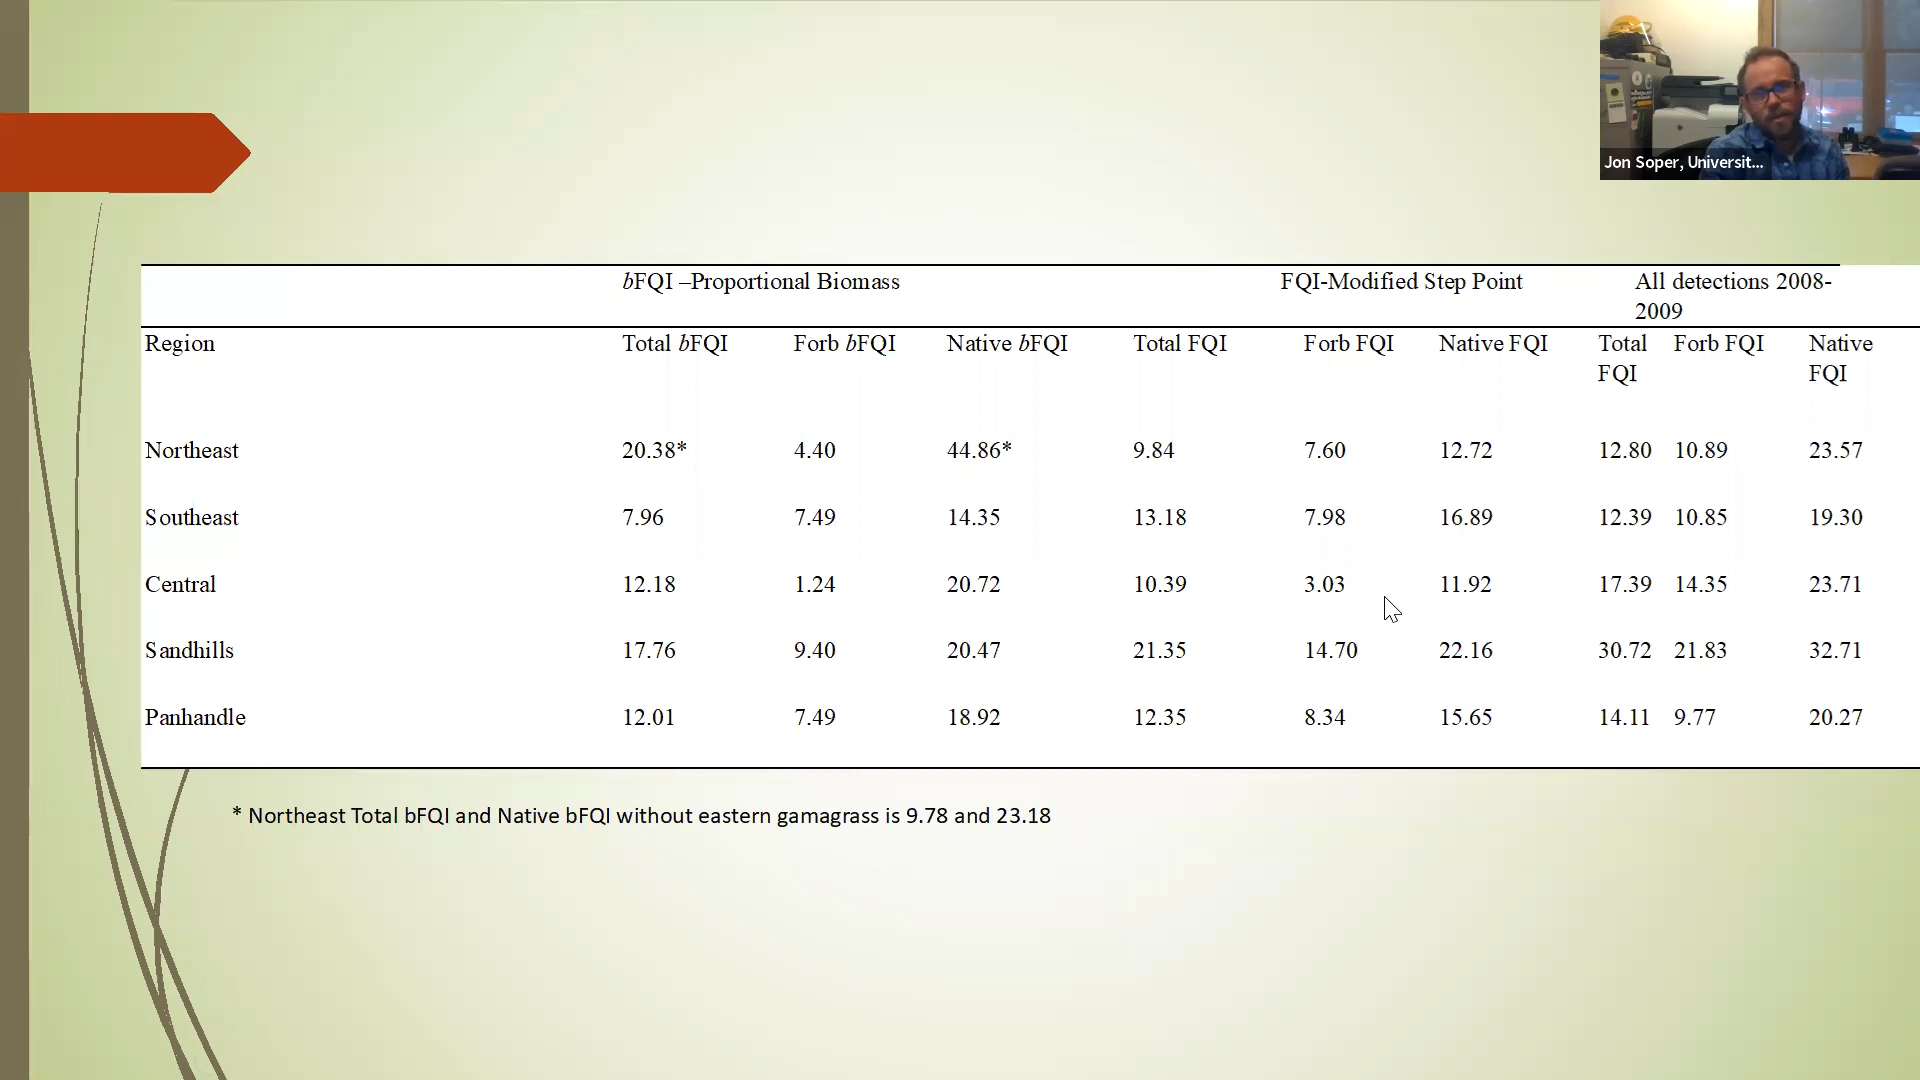 Jon Soper, Universit...
bFQI –Proportional Biomass FQI-Modified Step Point All detections 2008-
2009
Region Total bFQI Forb bFQI Native bFQI Total FQI Forb FQI Native FQI Total Forb FQI Native
FQI FQI
Northeast 20.38* 4.40 44.86* 9.84 7.60 12.72 12.80 10.89 23.57
Southeast 7.96 7.49 14.35 13.18 7.98 16.89 12.39 10.85 19.30
Central 12.18 1.24 20.72 10.39 3.03 11.92 17.39 14.35 23.71
Sandhills 17.76 9.40 20.47 21.35 14.70 22.16 30.72 21.83 32.71
Panhandle 12.01 7.49 18.92 12.35 8.34 15.65 14.11 9.77 20.27
* Northeast Total bFQI and Native bFQI without eastern gamagrass is 9.78 and 23.18